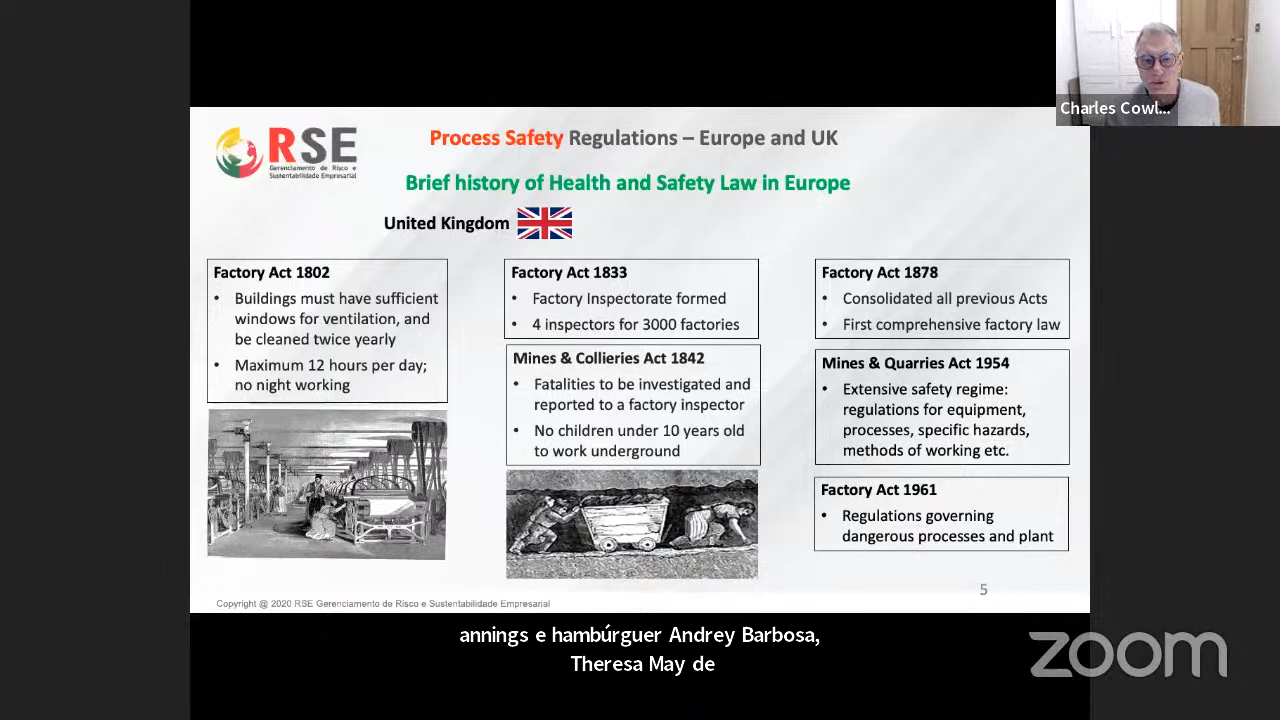 Charles Cowl...
RSE
Gerenciamento de Risco e
Sustentabilidade Empresarial
Process Safety Regulations – Europe and UK
Brief history of Health and Safety Law in Europe
United Kingdom
Factory Act 1802
• Buildings must have sufficient
windows for ventilation, and
be cleaned twice yearly
• Maximum 12 hours per day;
no night working
Factory Act 1833
• Factory Inspectorate formed
• 4 inspectors for 3000 factories
Mines & Collieries Act 1842
• Fatalities to be investigated and
reported to a factory inspector
• No children under 10 years old
to work underground
Factory Act 1878
• Consolidated all previous Acts
• First comprehensive factory law
Mines & Quarries Act 1954
• Extensive safety regime:
regulations for equipment,
processes, specific hazards,
methods of working etc.
Factory Act 1961
• Regulations governing
dangerous processes and plant
5
Copyright @ 2020 RSE Gerenciamento de Risco e Sustentabilidade Empresarial
annings e hambúrguer Andrey Barbosa,
Theresa May de
zoom